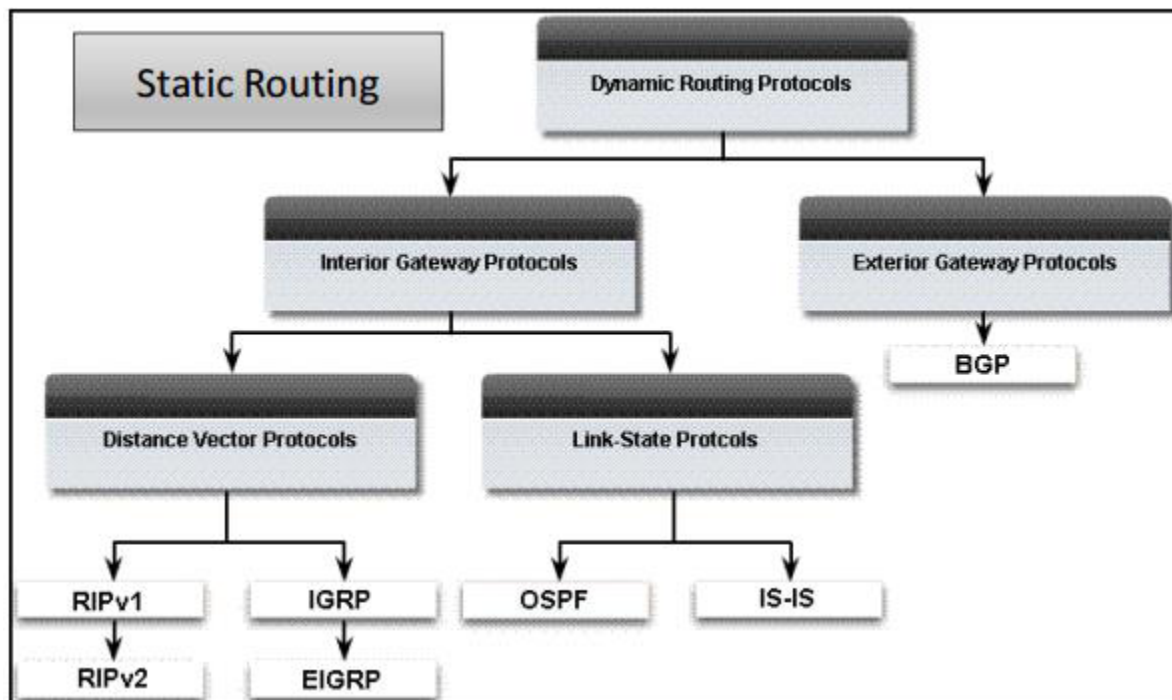 Static Routing
Dynamic Routing Protocols
Interior Gateway Protocols
Exterior Gateway Protocols
BGP
Distance Vector Protocols
Link-State Protcols
RIPv1
IGRP
OSPF
IS-IS
RIPv2
EIGRP